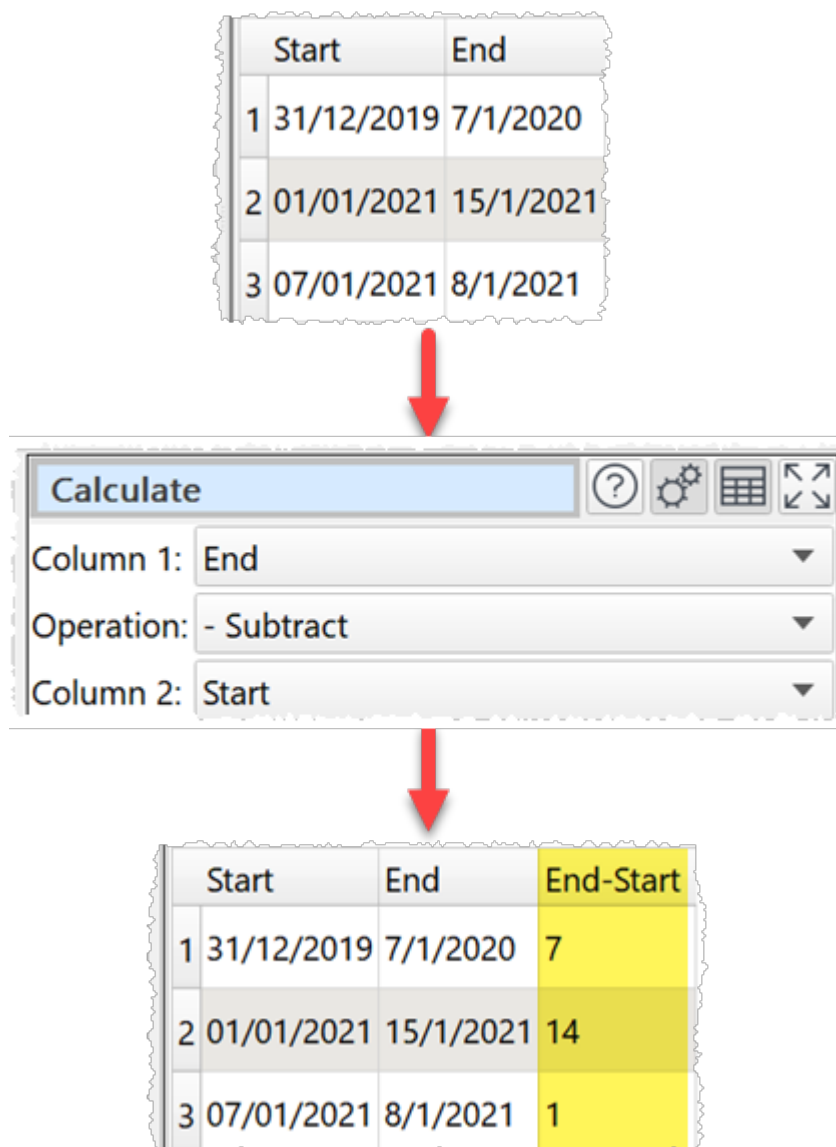 Start End
1 31/12/2019 7/1/2020
2 01/01/2021 15/1/2021
3 07/01/2021 8/1/2021
Calculate ?
Column 1: End
Operation: - Subtract
Column 2: Start
Start End End-Start
1 31/12/2019 7/1/2020 7
2 01/01/2021 15/1/2021 14
3 07/01/2021 8/1/2021 1